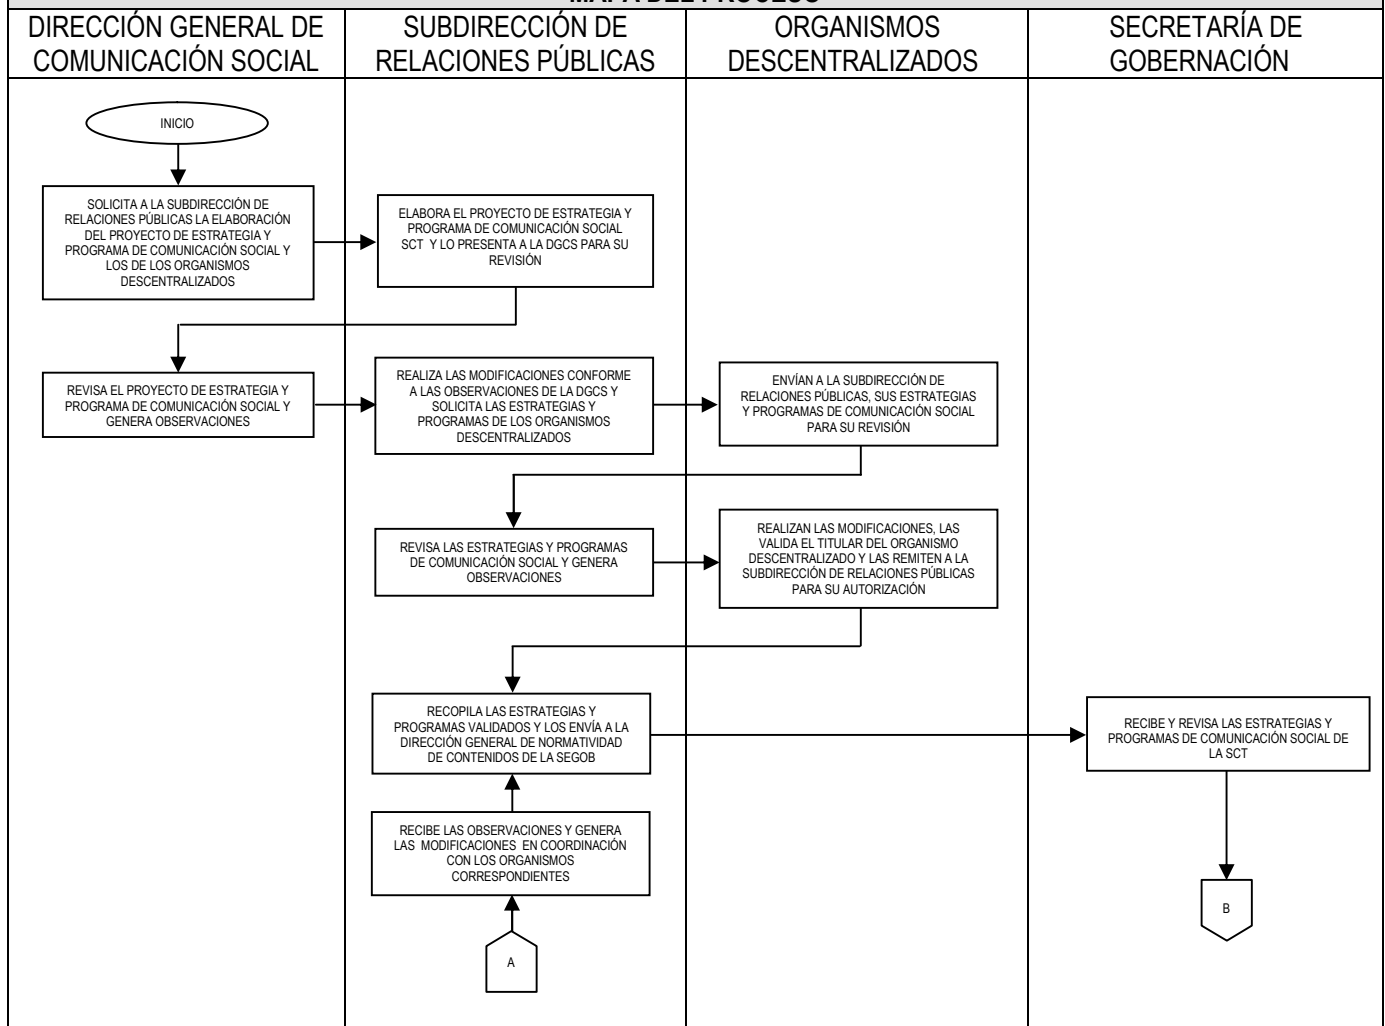 MAPA DEL PROCESO
DIRECCIÓN GENERAL DE
COMUNICACIÓN SOCIAL
SUBDIRECCIÓN DE
RELACIONES PÚBLICAS
ORGANISMOS
DESCENTRALIZADOS
SECRETARÍA DE
GOBERNACIÓN
INICIO
SOLICITA A LA SUBDIRECCIÓN DE
RELACIONES PÚBLICAS LA ELABORACIÓN
DEL PROYECTO DE ESTRATEGIA Y
PROGRAMA DE COMUNICACIÓN SOCIAL Y
LOS DE LOS ORGANISMOS
DESCENTRALIZADOS
ELABORA EL PROYECTO DE ESTRATEGIA Y
PROGRAMA DE COMUNICACIÓN SOCIAL
SCT Y LO PRESENTA A LA DGCS PARA SU
REVISIÓN
REVISA EL PROYECTO DE ESTRATEGIA Y
PROGRAMA DE COMUNICACIÓN SOCIAL Y
GENERA OBSERVACIONES
REALIZA LAS MODIFICACIONES CONFORME
A LAS OBSERVACIONES DE LA DGCS Y
SOLICITA LAS ESTRATEGIAS Y
PROGRAMAS DE LOS ORGANISMOS
DESCENTRALIZADOS
ENVÍAN A LA SUBDIRECCIÓN DE
RELACIONES PÚBLICAS, SUS ESTRATEGIAS
Y PROGRAMAS DE COMUNICACIÓN SOCIAL
PARA SU REVISIÓN
REVISA LAS ESTRATEGIAS Y PROGRAMAS
DE COMUNICACIÓN SOCIAL Y GENERA
OBSERVACIONES
REALIZAN LAS MODIFICACIONES, LAS
VALIDA EL TITULAR DEL ORGANISMO
DESCENTRALIZADO Y LAS REMITEN A LA
SUBDIRECCIÓN DE RELACIONES PÚBLICAS
PARA SU AUTORIZACIÓN
RECOPILA LAS ESTRATEGIAS Y
PROGRAMAS VALIDADOS Y LOS ENVÍA A LA
DIRECCIÓN GENERAL DE NORMATIVIDAD
DE CONTENIDOS DE LA SEGOB
RECIBE Y REVISA LAS ESTRATEGIAS Y
PROGRAMAS DE COMUNICACIÓN SOCIAL DE
LA SCT
RECIBE LAS OBSERVACIONES Y GENERA
LAS MODIFICACIONES EN COORDINACIÓN
CON LOS ORGANISMOS
CORRESPONDIENTES
B
A